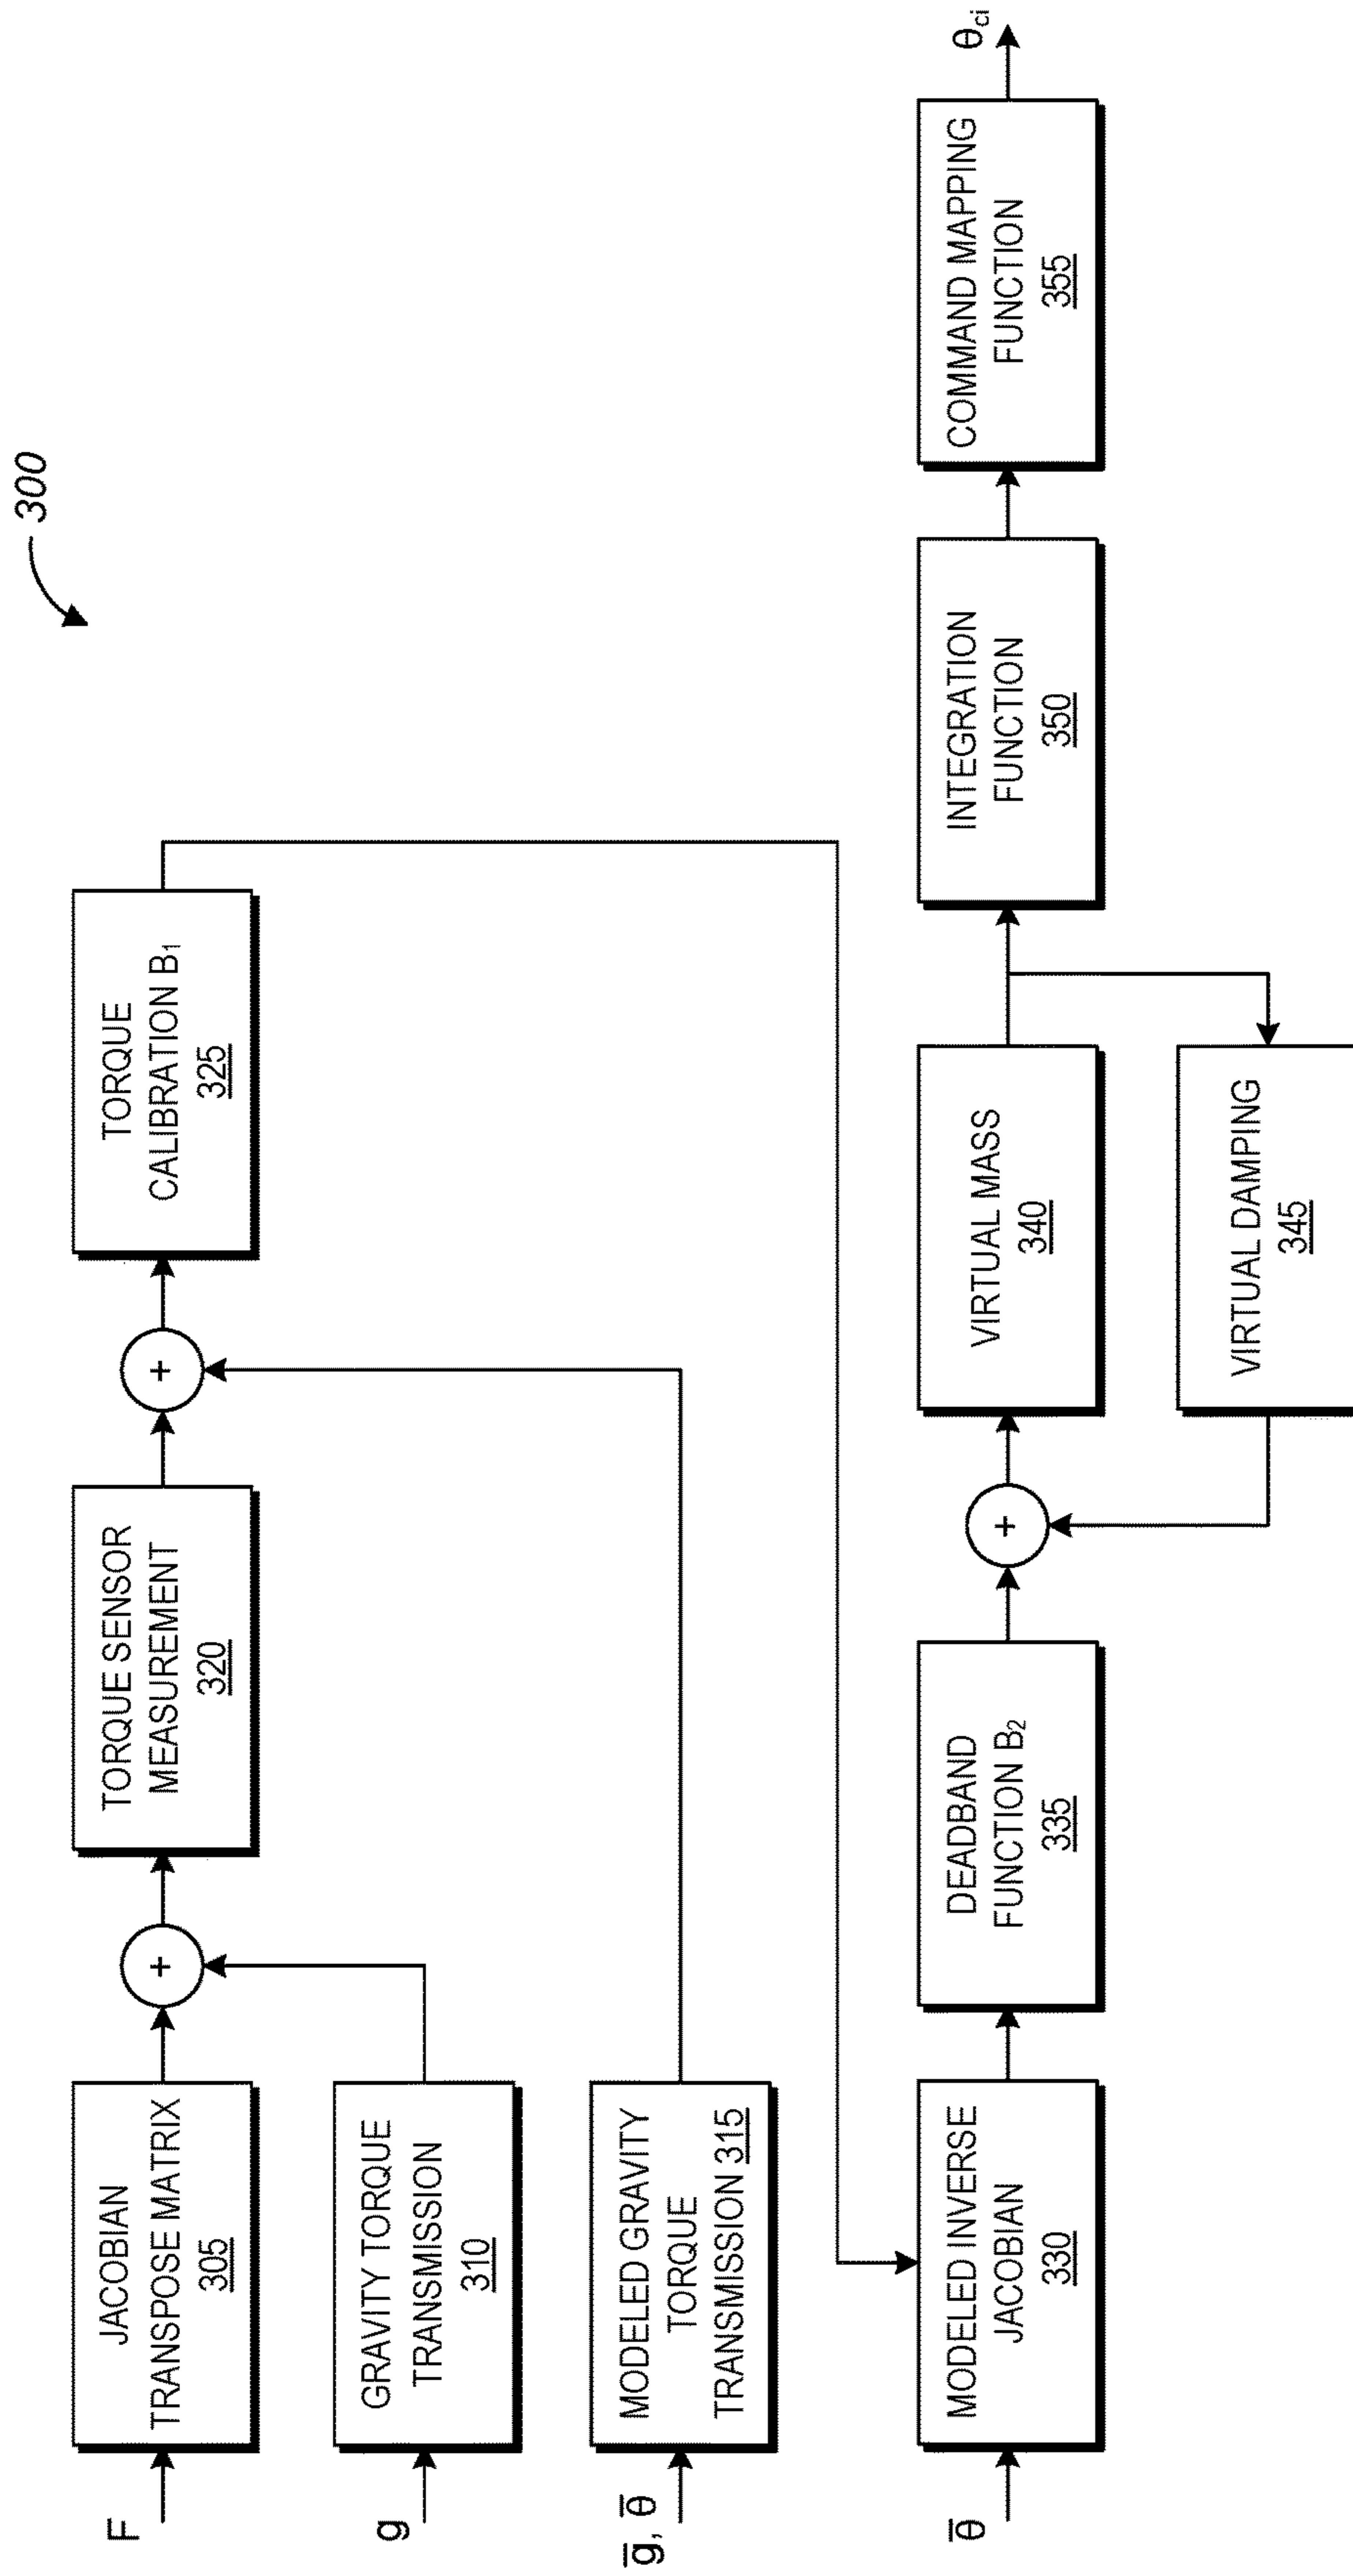 300
F
JACOBIAN
TRANSPOSE MATRIX
305
+
TORQUE SENSOR
MEASUREMENT
320
+
TORQUE
CALIBRATION B₁
325
g
GRAVITY TORQUE
TRANSMISSION
310
g̅, θ̅
MODELED GRAVITY
TORQUE
TRANSMISSION 315
θ̅
MODELED INVERSE
JACOBIAN
330
DEADBAND
FUNCTION B₂
335
+
VIRTUAL MASS
340
VIRTUAL DAMPING
345
INTEGRATION
FUNCTION
350
COMMAND MAPPING
FUNCTION
355
θci